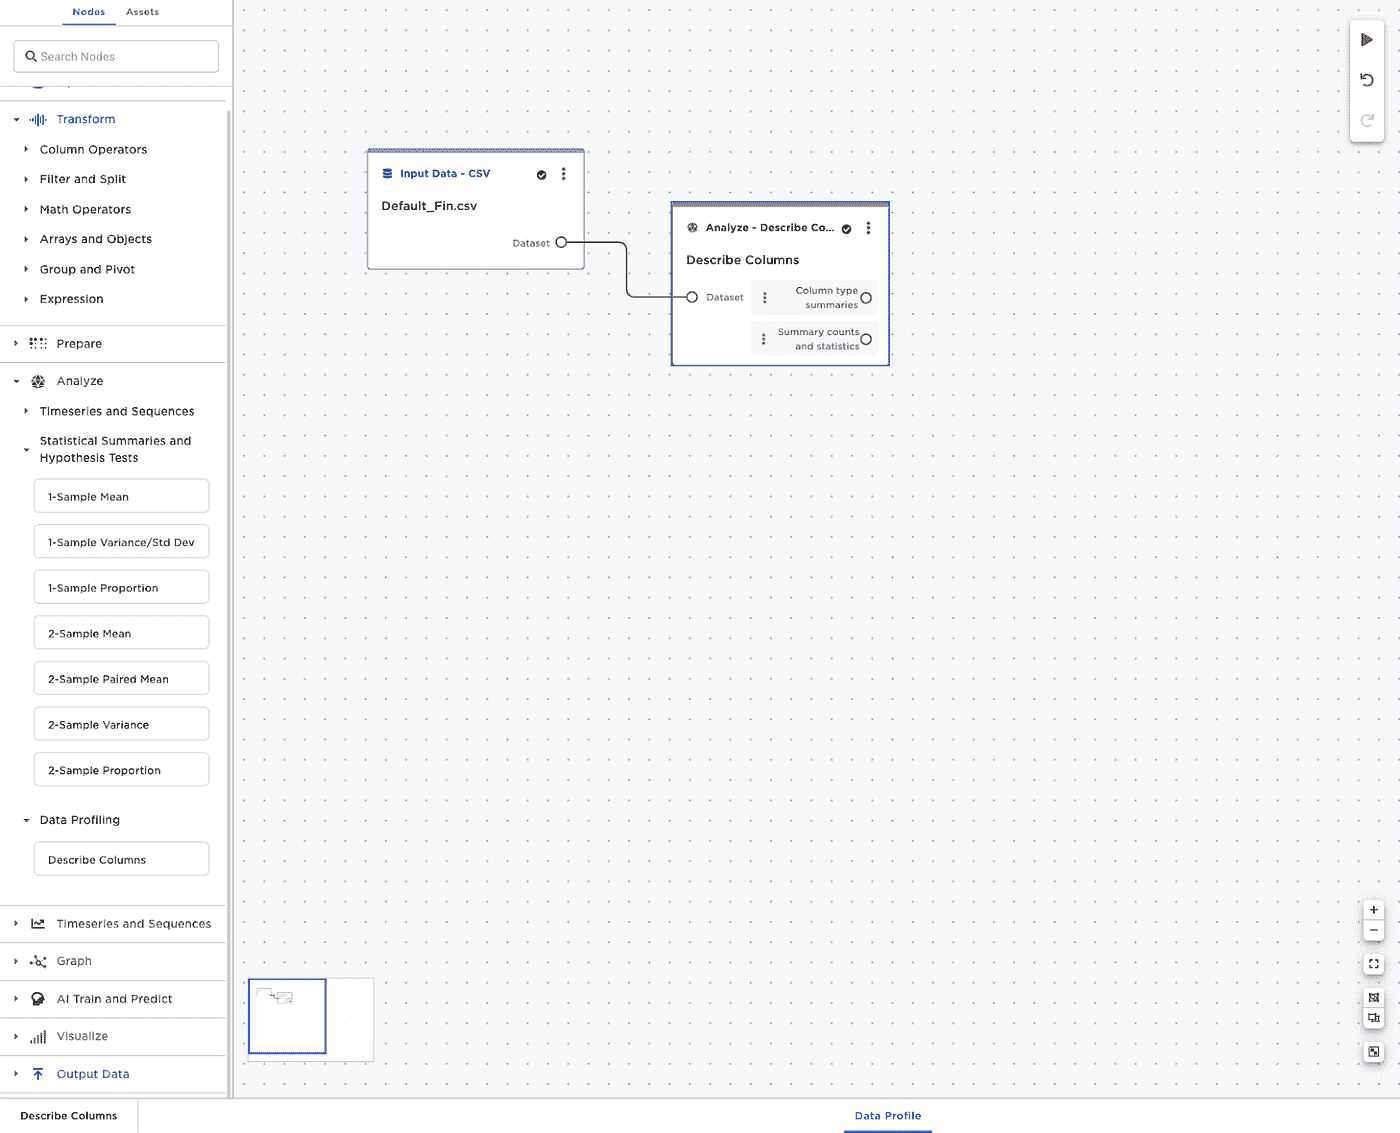 Nodes
Assets
Search Nodes
Transform
Column Operators
Filter and Split
Math Operators
Arrays and Objects
Group and Pivot
Expression
Prepare
Analyze
Timeseries and Sequences
Statistical Summaries and
Hypothesis Tests
1-Sample Mean
1-Sample Variance/Std Dev
1-Sample Proportion
2-Sample Mean
2-Sample Paired Mean
2-Sample Variance
2-Sample Proportion
Data Profiling
Describe Columns
Timeseries and Sequences
Graph
AI Train and Predict
Visualize
Output Data
Input Data - CSV
Default_Fin.csv
Dataset
Analyze - Describe Co...
Describe Columns
Dataset
Column type
summaries
Summary counts
and statistics
Describe Columns
Data Profile